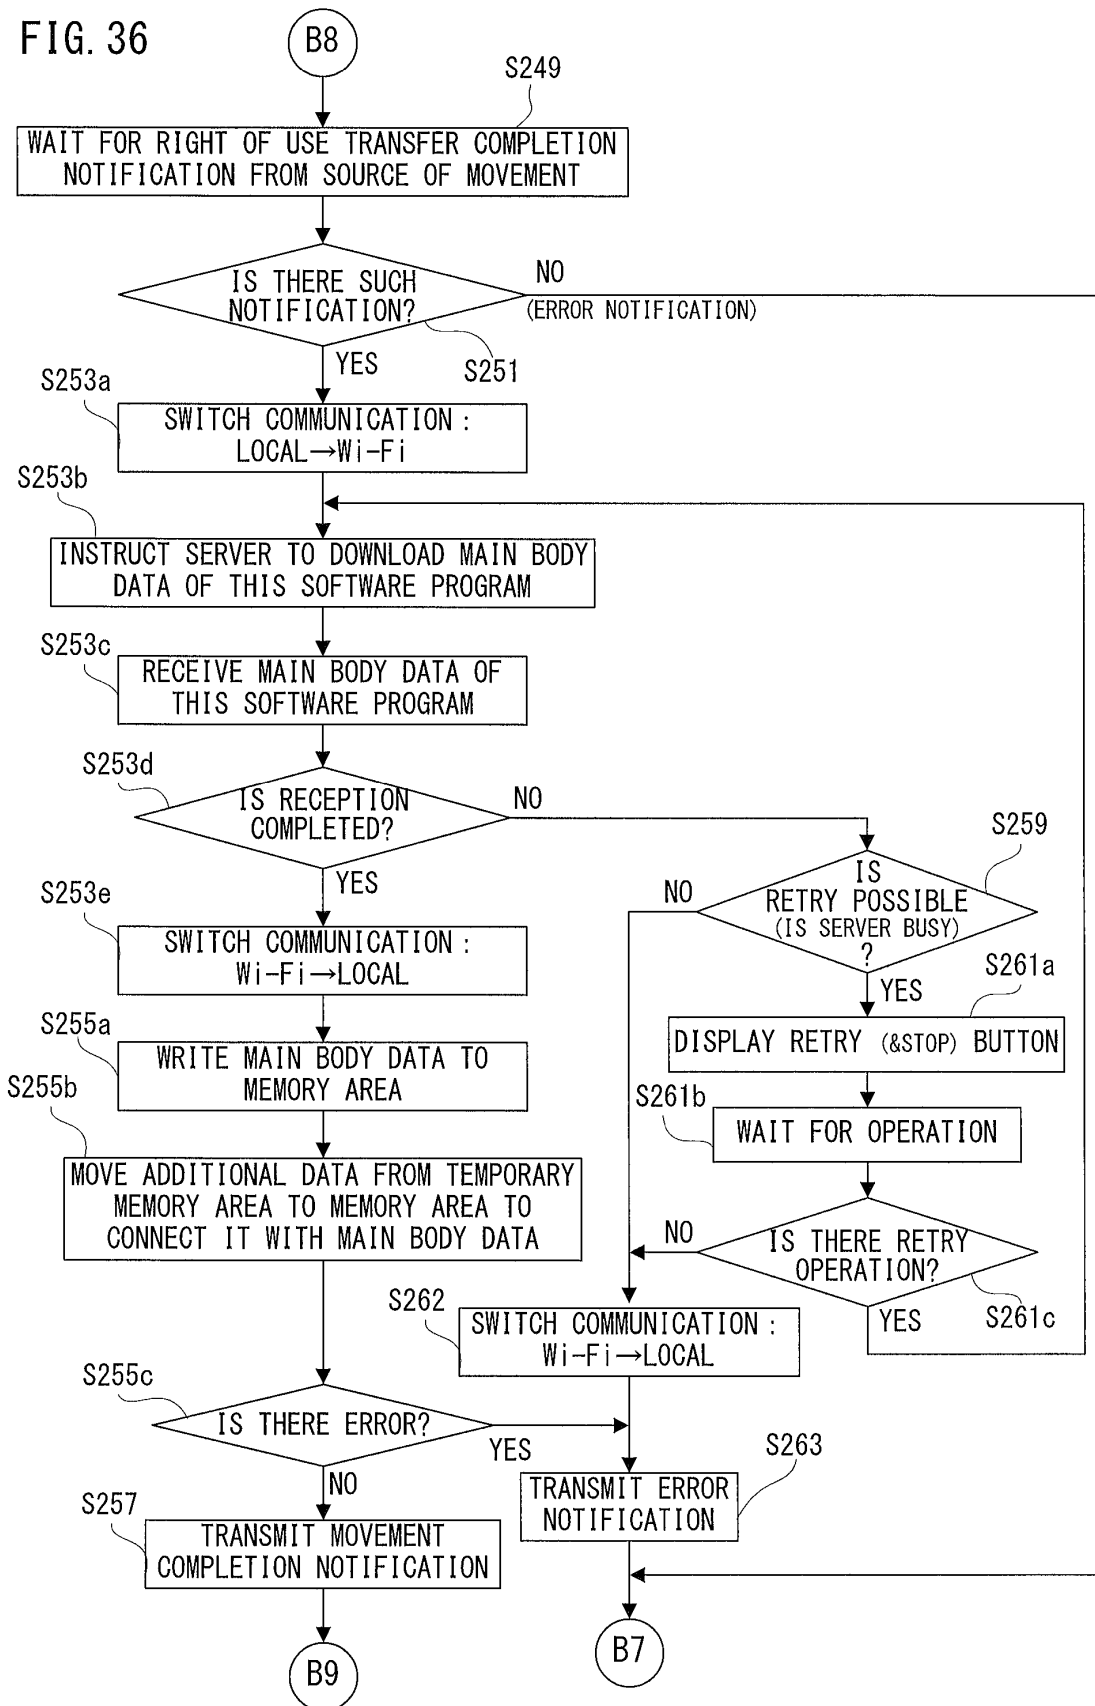 FIG. 36
B8
S249
WAIT FOR RIGHT OF USE TRANSFER COMPLETION
NOTIFICATION FROM SOURCE OF MOVEMENT
IS THERE SUCH
NOTIFICATION?
NO
(ERROR NOTIFICATION)
S251
YES
S253a
SWITCH COMMUNICATION :
LOCAL→Wi-Fi
S253b
INSTRUCT SERVER TO DOWNLOAD MAIN BODY
DATA OF THIS SOFTWARE PROGRAM
S253c
RECEIVE MAIN BODY DATA OF
THIS SOFTWARE PROGRAM
S253d
IS RECEPTION
COMPLETED?
NO
YES
S259
IS
RETRY POSSIBLE
(IS SERVER BUSY)
?
NO
YES
S253e
SWITCH COMMUNICATION :
Wi-Fi→LOCAL
S261a
DISPLAY RETRY (&STOP) BUTTON
S255a
WRITE MAIN BODY DATA TO
MEMORY AREA
S261b
WAIT FOR OPERATION
S255b
MOVE ADDITIONAL DATA FROM TEMPORARY
MEMORY AREA TO MEMORY AREA TO
CONNECT IT WITH MAIN BODY DATA
NO
IS THERE RETRY
OPERATION?
S261c
YES
S262
SWITCH COMMUNICATION :
Wi-Fi→LOCAL
S255c
IS THERE ERROR?
YES
NO
S263
TRANSMIT ERROR
NOTIFICATION
S257
TRANSMIT MOVEMENT
COMPLETION NOTIFICATION
B9
B7